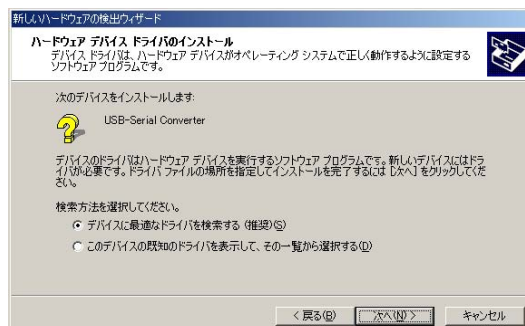 新しいハードウェアの検出ウィザード
ハードウェア デバイス ドライバのインストール
デバイス ドライバは、ハードウェア デバイスがオペレーティング システムで正しく動作するように設定する
ソフトウェア プログラムです。
次のデバイスをインストールします:
USB-Serial Converter
デバイスのドライバはハードウェア デバイスを実行するソフトウェア プログラムです。新しいデバイスにはドラ
イバが必要です。ドライバ ファイルの場所を指定してインストールを完了するには [次へ] をクリックしてくだ
さい。
検索方法を選択してください。
デバイスに最適なドライバを検索する (推奨)(S)
このデバイスの既知のドライバを表示して、その一覧から選択する(D)
< 戻る(B)
次へ(N) >
キャンセル